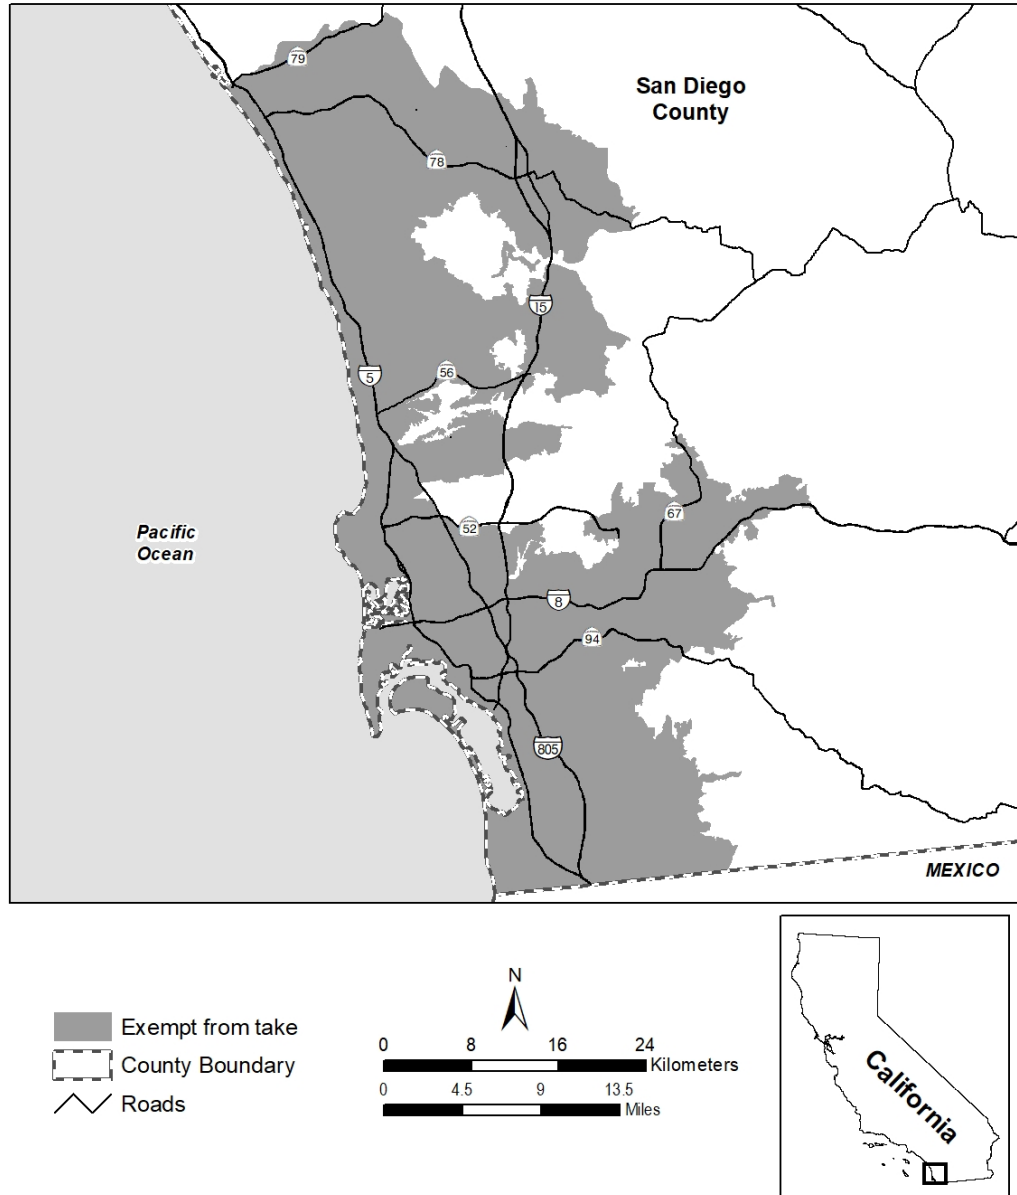 San Diego
County
79
78
15
5
56
67
52
8
94
805
Pacific
Ocean
MEXICO
Exempt from take
County Boundary
Roads
N
0 8 16 24
Kilometers
0 4.5 9 13.5
Miles
California